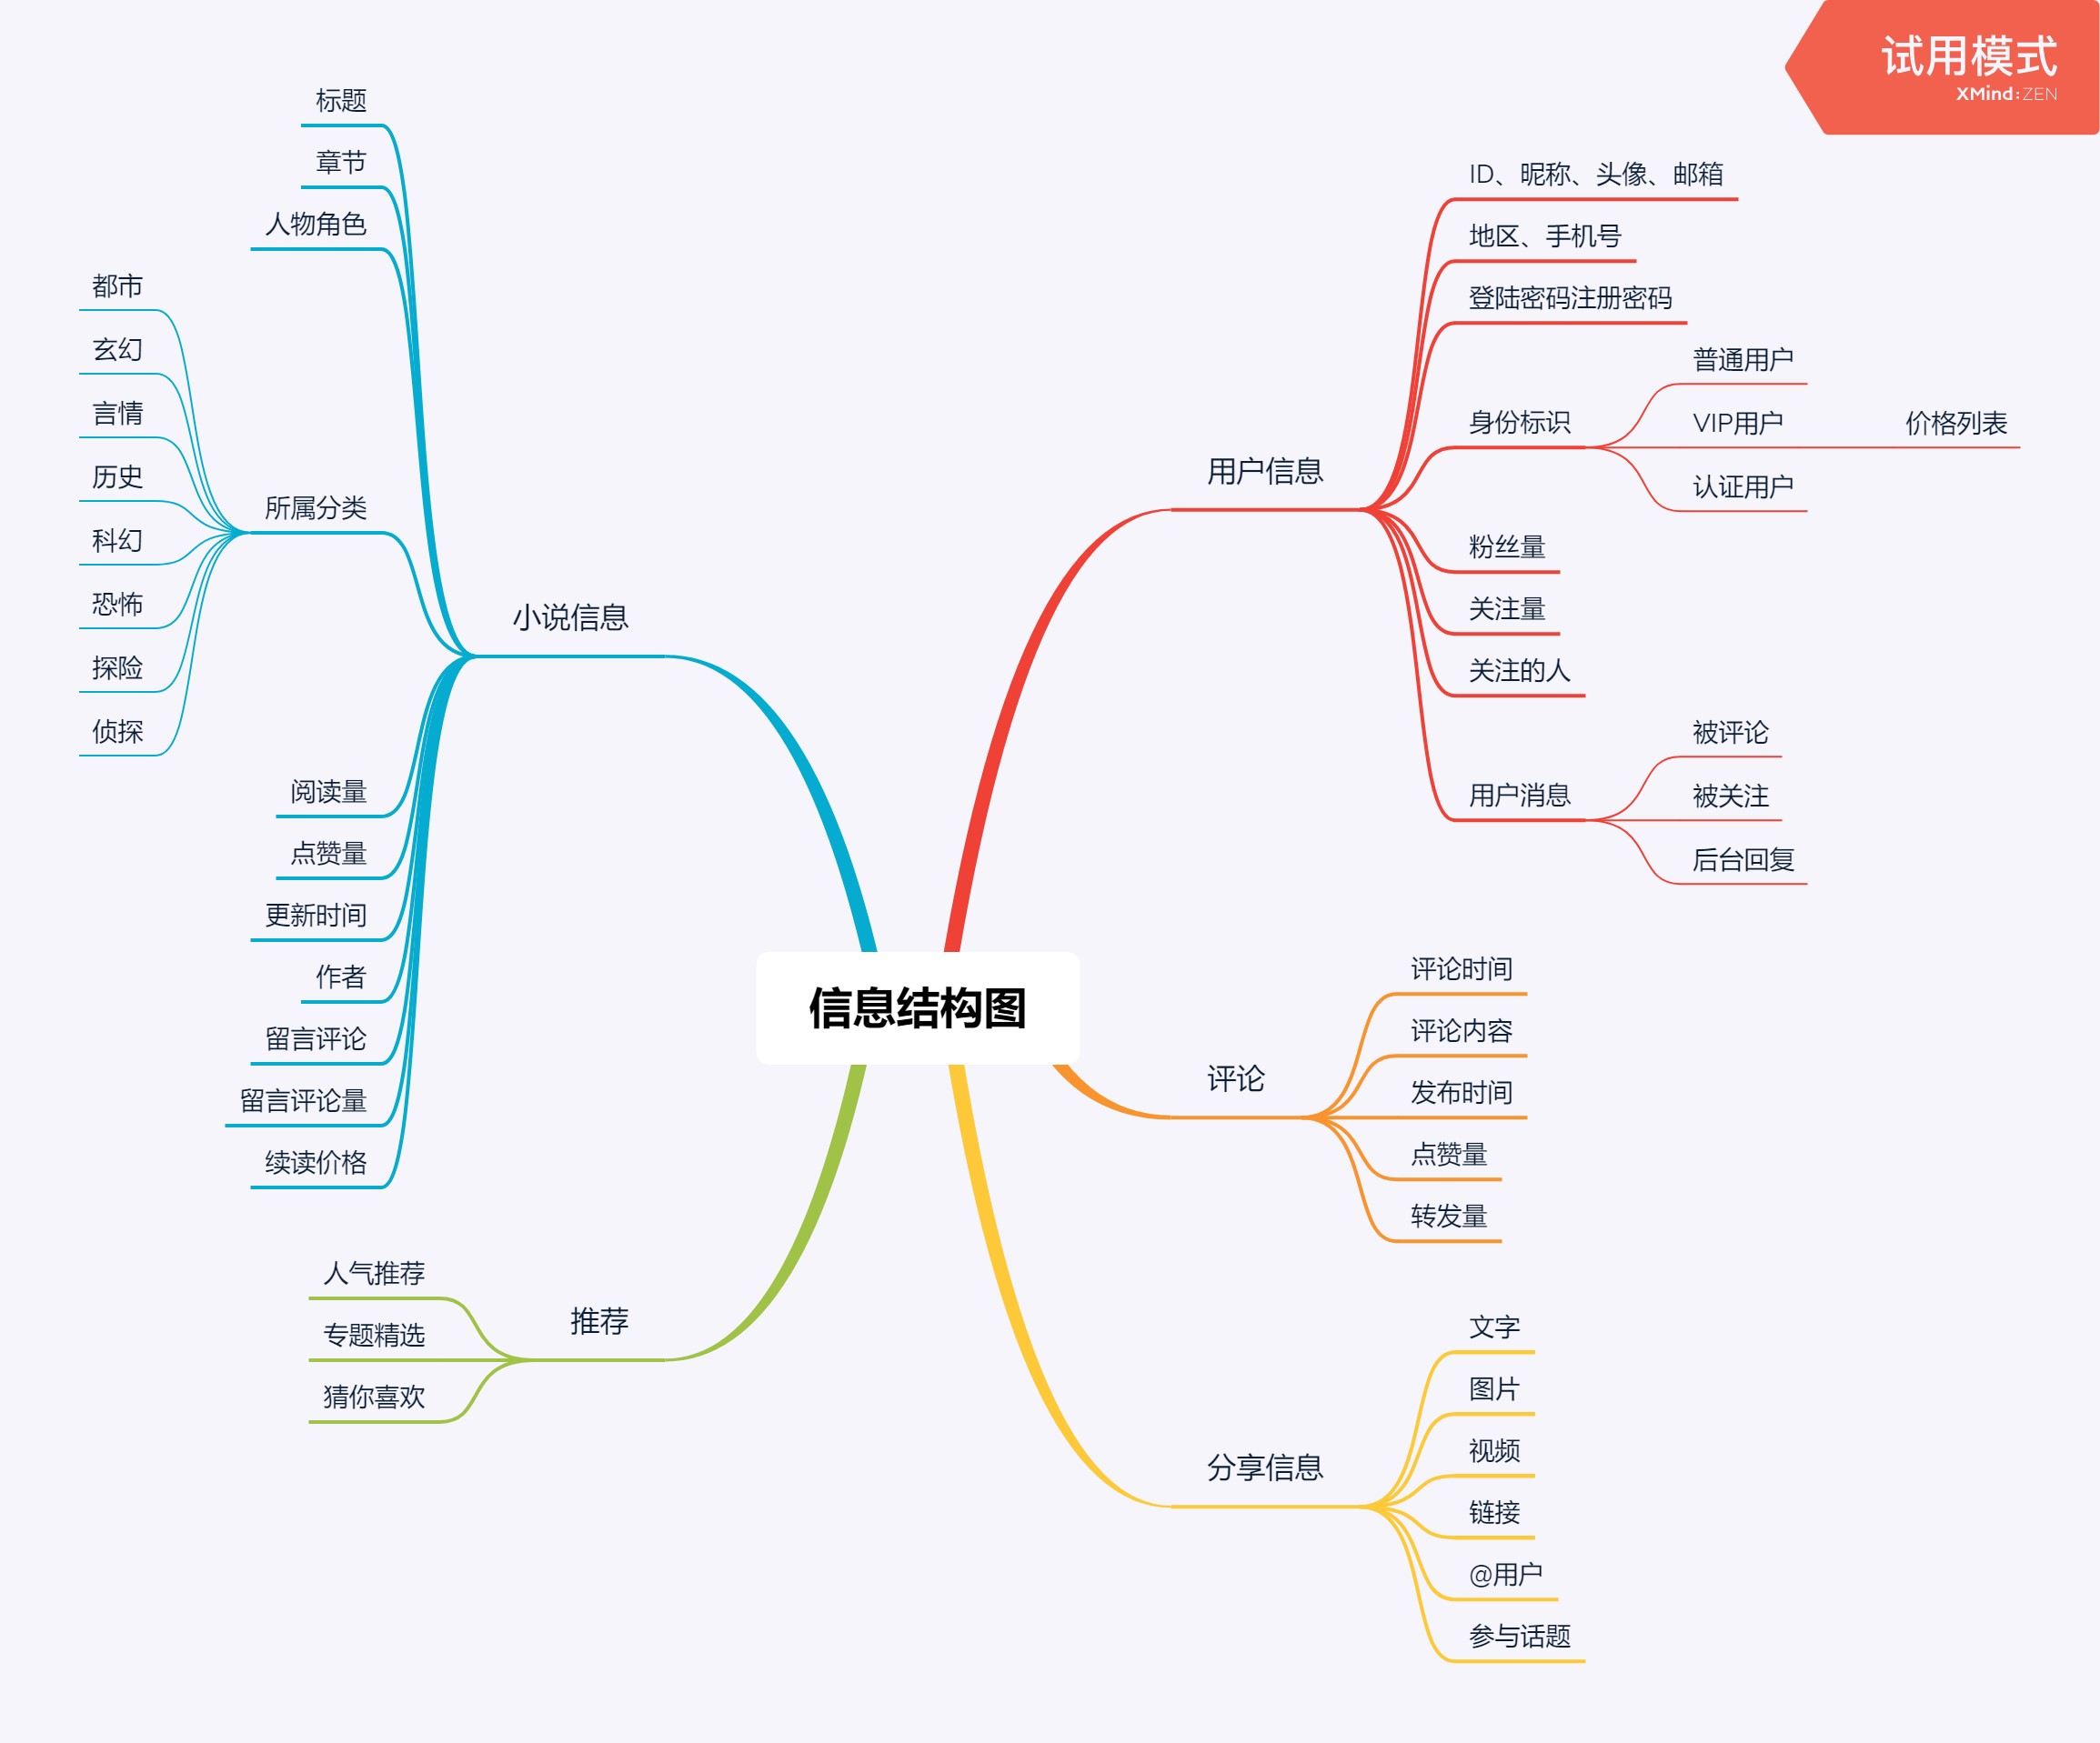 试用模式
XMind:ZEN
信息结构图
用户信息
ID、昵称、头像、邮箱
地区、手机号
登陆密码注册密码
身份标识
普通用户
VIP用户
价格列表
认证用户
粉丝量
关注量
关注的人
用户消息
被评论
被关注
后台回复
评论
评论时间
评论内容
发布时间
点赞量
转发量
分享信息
文字
图片
视频
链接
@用户
参与话题
小说信息
标题
章节
人物角色
所属分类
都市
玄幻
言情
历史
科幻
恐怖
探险
侦探
阅读量
点赞量
更新时间
作者
留言评论
留言评论量
续读价格
推荐
人气推荐
专题精选
猜你喜欢